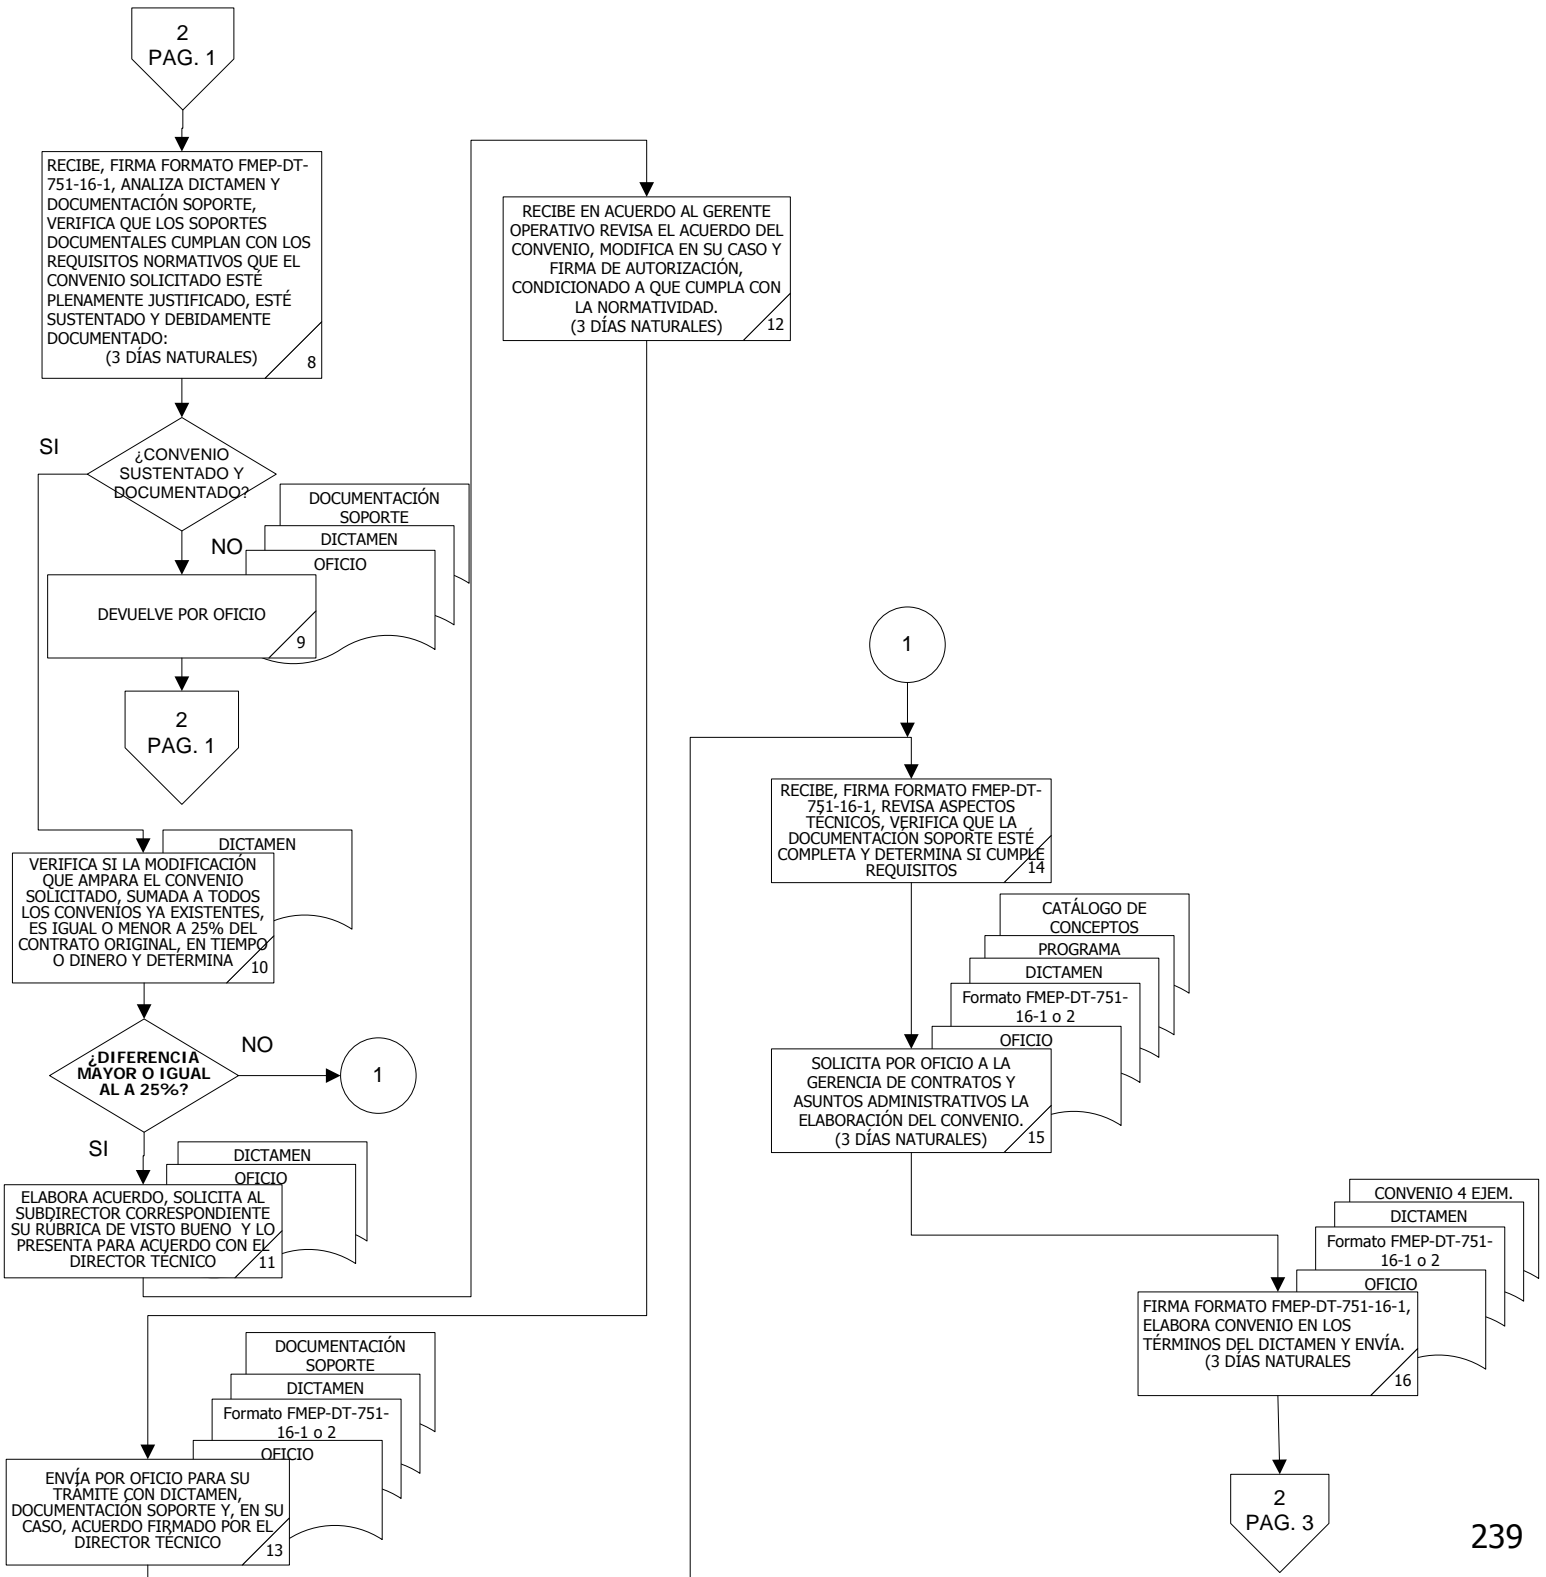 2
PAG. 1
RECIBE, FIRMA FORMATO FMEP-DT-
751-16-1, ANALIZA DICTAMEN Y
DOCUMENTACIÓN SOPORTE,
VERIFICA QUE LOS SOPORTES
DOCUMENTALES CUMPLAN CON LOS
REQUISITOS NORMATIVOS QUE EL
CONVENIO SOLICITADO ESTÉ
PLENAMENTE JUSTIFICADO, ESTÉ
SUSTENTADO Y DEBIDAMENTE
DOCUMENTADO:
(3 DÍAS NATURALES)
8
SI
¿CONVENIO
SUSTENTADO Y
DOCUMENTADO?
NO
DOCUMENTACIÓN
SOPORTE
DICTAMEN
OFICIO
DEVUELVE POR OFICIO
9
2
PAG. 1
DICTAMEN
VERIFICA SI LA MODIFICACIÓN
QUE AMPARA EL CONVENIO
SOLICITADO, SUMADA A TODOS
LOS CONVENIOS YA EXISTENTES,
ES IGUAL O MENOR A 25% DEL
CONTRATO ORIGINAL, EN TIEMPO
O DINERO Y DETERMINA
10
¿DIFERENCIA
MAYOR O IGUAL
AL A 25%?
NO
1
SI
DICTAMEN
OFICIO
ELABORA ACUERDO, SOLICITA AL
SUBDIRECTOR CORRESPONDIENTE
SU RÚBRICA DE VISTO BUENO Y LO
PRESENTA PARA ACUERDO CON EL
DIRECTOR TÉCNICO
11
RECIBE EN ACUERDO AL GERENTE
OPERATIVO REVISA EL ACUERDO DEL
CONVENIO, MODIFICA EN SU CASO Y
FIRMA DE AUTORIZACIÓN,
CONDICIONADO A QUE CUMPLA CON
LA NORMATIVIDAD.
(3 DÍAS NATURALES)
12
DOCUMENTACIÓN
SOPORTE
DICTAMEN
Formato FMEP-DT-751-
16-1 o 2
OFICIO
ENVÍA POR OFICIO PARA SU
TRÁMITE CON DICTAMEN,
DOCUMENTACIÓN SOPORTE Y, EN SU
CASO, ACUERDO FIRMADO POR EL
DIRECTOR TÉCNICO
13
1
RECIBE, FIRMA FORMATO FMEP-DT-
751-16-1, REVISA ASPECTOS
TÉCNICOS, VERIFICA QUE LA
DOCUMENTACIÓN SOPORTE ESTÉ
COMPLETA Y DETERMINA SI CUMPLE
REQUISITOS
14
CATÁLOGO DE
CONCEPTOS
PROGRAMA
DICTAMEN
Formato FMEP-DT-751-
16-1 o 2
OFICIO
SOLICITA POR OFICIO A LA
GERENCIA DE CONTRATOS Y
ASUNTOS ADMINISTRATIVOS LA
ELABORACIÓN DEL CONVENIO.
(3 DÍAS NATURALES)
15
CONVENIO 4 EJEM.
DICTAMEN
Formato FMEP-DT-751-
16-1 o 2
OFICIO
FIRMA FORMATO FMEP-DT-751-16-1,
ELABORA CONVENIO EN LOS
TÉRMINOS DEL DICTAMEN Y ENVÍA.
(3 DÍAS NATURALES
16
2
PAG. 3
239